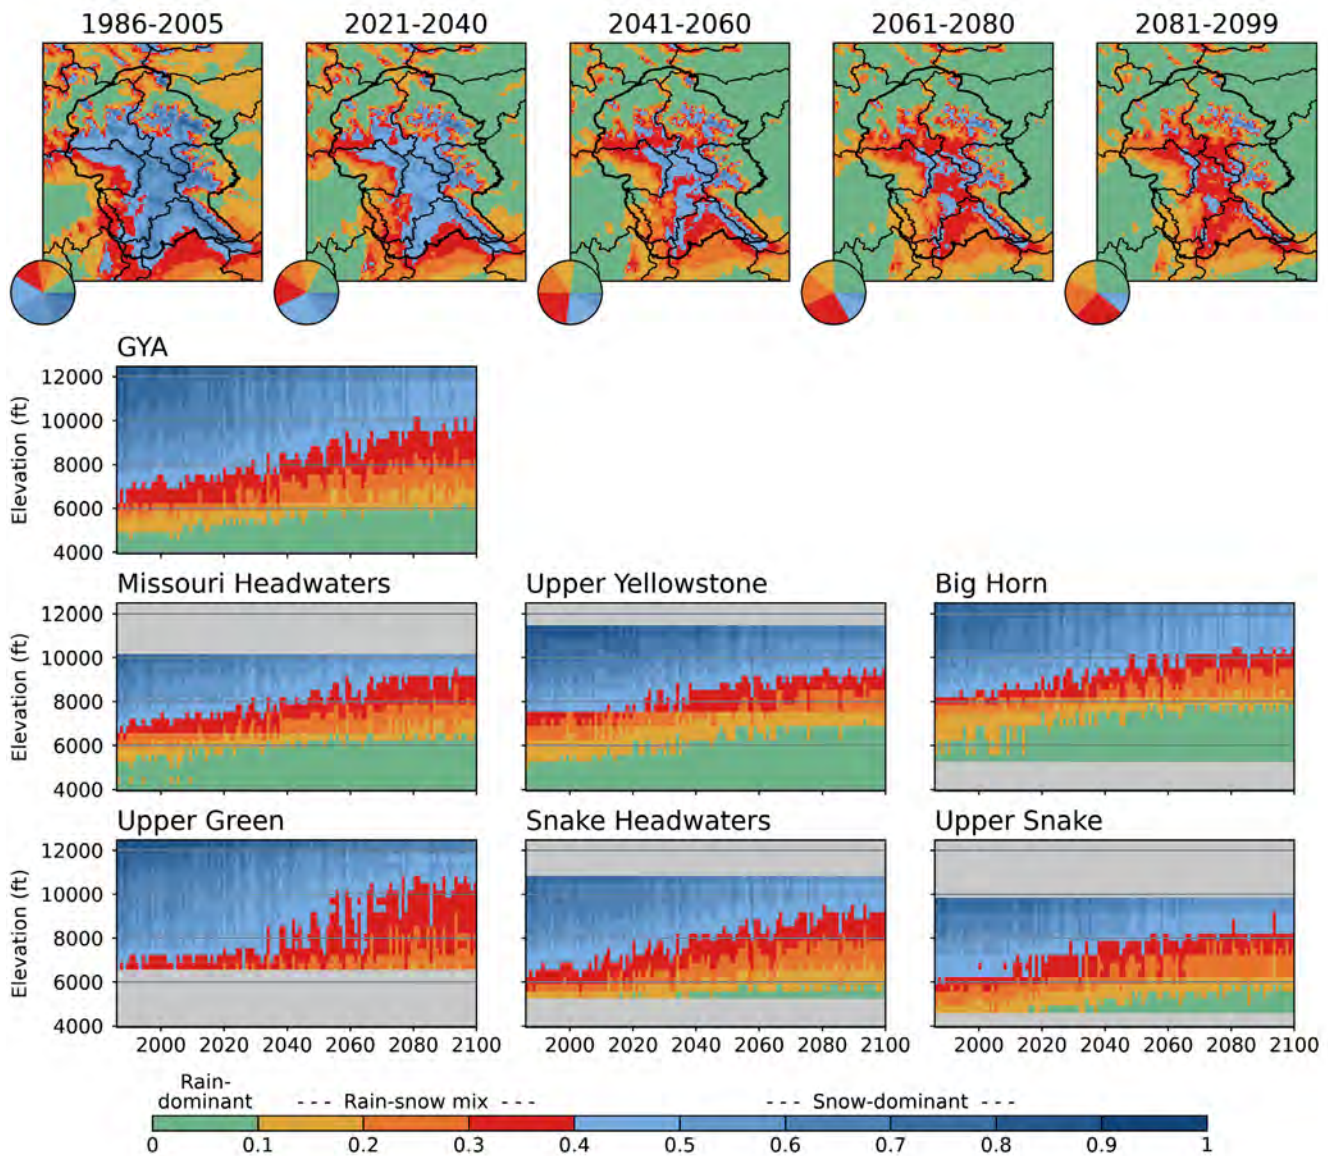 1986-2005 2021-2040 2041-2060 2061-2080 2081-2099
GYA
Elevation (ft)
12000
10000
8000
6000
4000
Missouri Headwaters Upper Yellowstone Big Horn
Elevation (ft)
12000
10000
8000
6000
4000
Upper Green Snake Headwaters Upper Snake
Elevation (ft)
12000
10000
8000
6000
4000
2000 2020 2040 2060 2080 2100 2000 2020 2040 2060 2080 2100 2000 2020 2040 2060 2080 2100
Rain-
dominant --- Rain-snow mix --- --- Snow-dominant ---
0 0.1 0.2 0.3 0.4 0.5 0.6 0.7 0.8 0.9 1